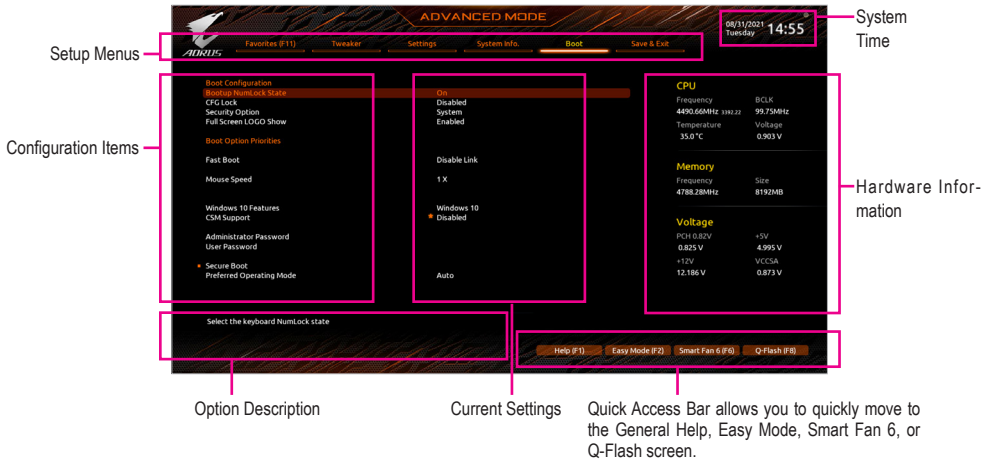 ADVANCED MODE
08/31/2021
Tuesday
14:55
System
Time
AORUS
Favorites (F11)
Tweaker
Settings
System Info.
Boot
Save & Exit
Setup Menus
Boot Configuration
Bootup NumLock State On
CFG Lock Disabled
Security Option System
Full Screen LOGO Show Enabled
Boot Option Priorities
Fast Boot Disable Link
Mouse Speed 1 X
Windows 10 Features Windows 10
CSM Support Disabled
Administrator Password
User Password
Secure Boot
Preferred Operating Mode Auto
Configuration Items
CPU
Frequency BCLK
4490.66MHz 3392.22 99.75MHz
Temperature Voltage
35.0 °C 0.903 V
Memory
Frequency Size
4788.28MHz 8192MB
Voltage
PCH 0.82V +5V
0.825 V 4.995 V
+12V VCCSA
12.186 V 0.873 V
Hardware Infor-
mation
Select the keyboard NumLock state
Help (F1)
Easy Mode (F2)
Smart Fan 6 (F6)
Q-Flash (F8)
Option Description
Current Settings
Quick Access Bar allows you to quickly move to
the General Help, Easy Mode, Smart Fan 6, or
Q-Flash screen.